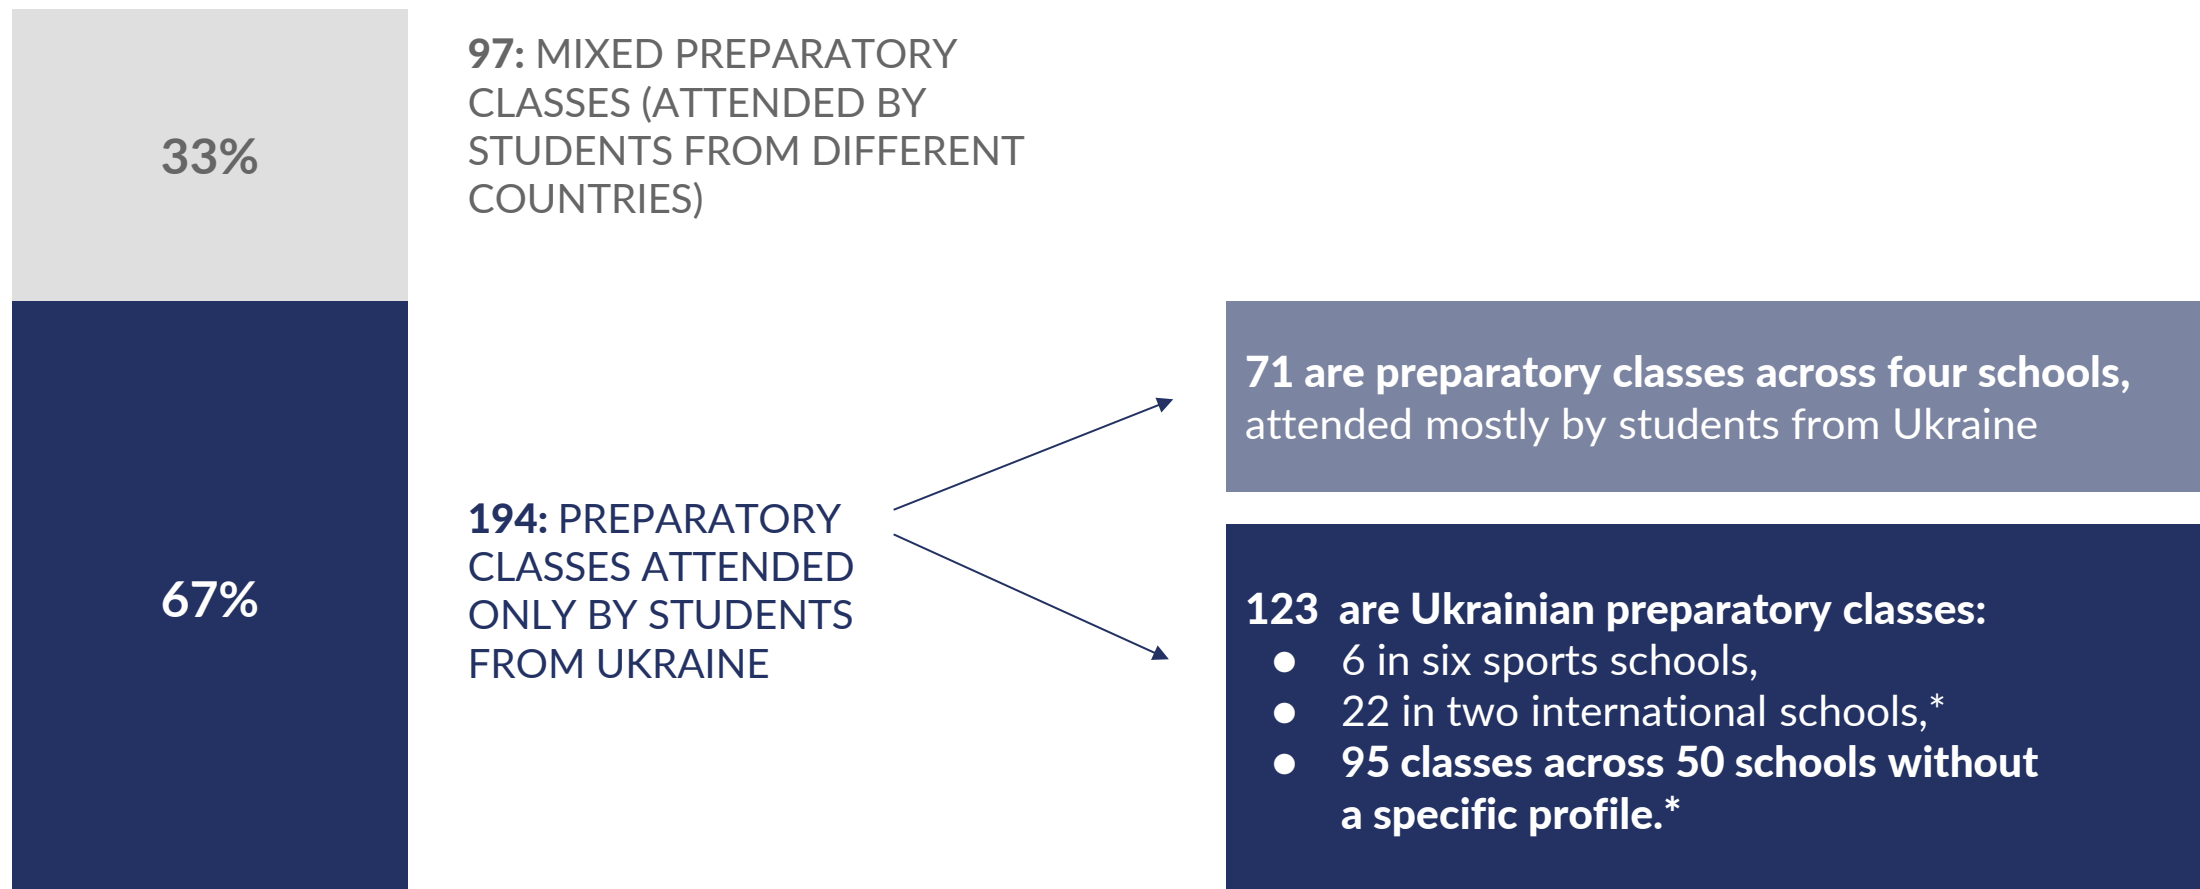 33%
97: MIXED PREPARATORY
CLASSES (ATTENDED BY
STUDENTS FROM DIFFERENT
COUNTRIES)
67%
194: PREPARATORY
CLASSES ATTENDED
ONLY BY STUDENTS
FROM UKRAINE
71 are preparatory classes across four schools,
attended mostly by students from Ukraine
123 are Ukrainian preparatory classes:
● 6 in six sports schools,
● 22 in two international schools,*
● 95 classes across 50 schools without
a specific profile.*